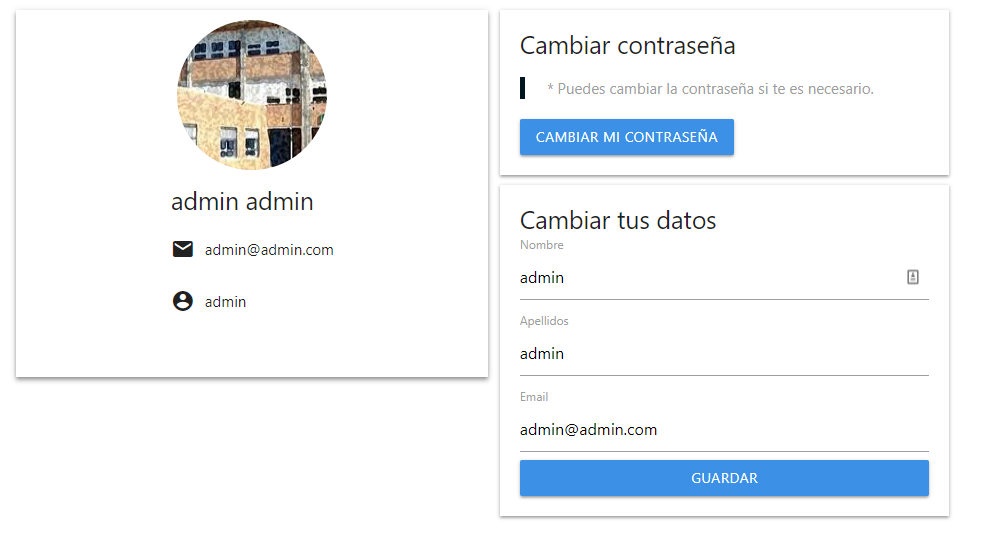 admin admin
admin@admin.com
admin
Cambiar contraseña
* Puedes cambiar la contraseña si te es necesario.
CAMBIAR MI CONTRASEÑA
Cambiar tus datos
Nombre
admin
Apellidos
admin
Email
admin@admin.com
GUARDAR